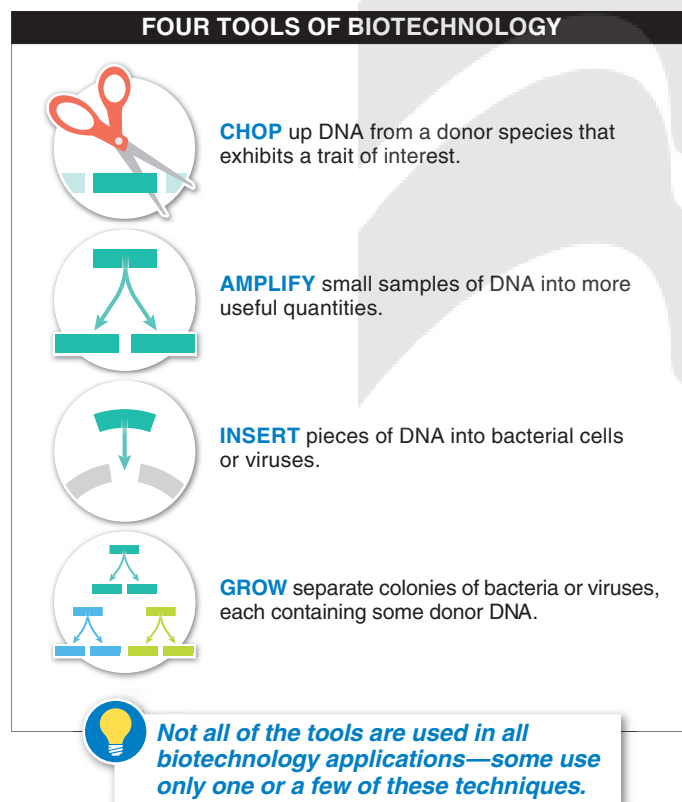 FOUR TOOLS OF BIOTECHNOLOGY
CHOP up DNA from a donor species that
exhibits a trait of interest.
AMPLIFY small samples of DNA into more
useful quantities.
INSERT pieces of DNA into bacterial cells
or viruses.
GROW separate colonies of bacteria or viruses,
each containing some donor DNA.
Not all of the tools are used in all
biotechnology applications—some use
only one or a few of these techniques.